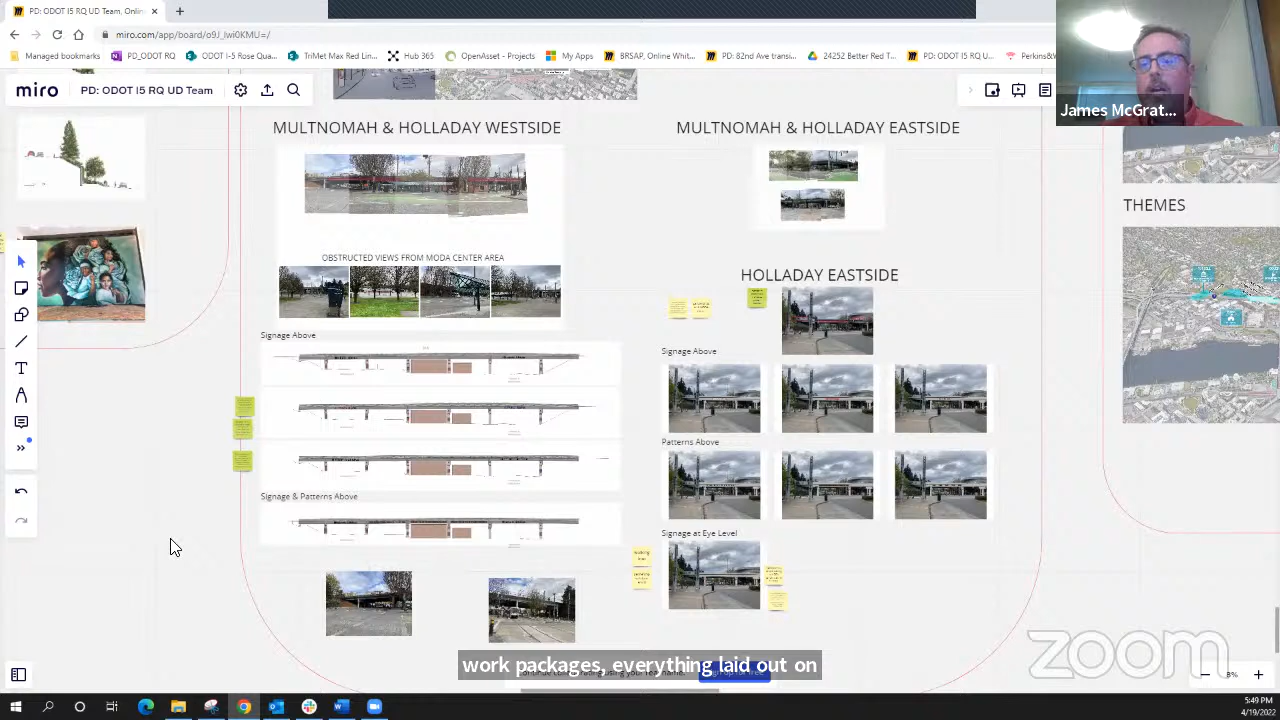 PD: ODOT I5 RQ UD Team, Onlin
miro.com/app/board/o9J_lwi0KMU=/
Managed bookmarks
PD_ODOT RQ
ODOT I-5 Rose Qua...
TriMet Max Red Lin...
Hub 365
OpenAsset - Projects
My Apps
BRSAP, Online Whit...
PD: 82nd Ave transi...
24252 Better Red T...
PD: ODOT I5 RQ U...
Perkins&W
miro
PD: ODOT I5 RQ UD Team
James McGrat...
MULTNOMAH & HOLLADAY WESTSIDE
MULTNOMAH & HOLLADAY EASTSIDE
THEMES
OBSTRUCTED VIEWS FROM MODA CENTER AREA
HOLLADAY EASTSIDE
Signage Above
Signage Above
Patterns Above
Signage & Patterns Above
Signage at Eye Level
work packages, everything laid out on
zoom
5:49 PM
4/19/2022